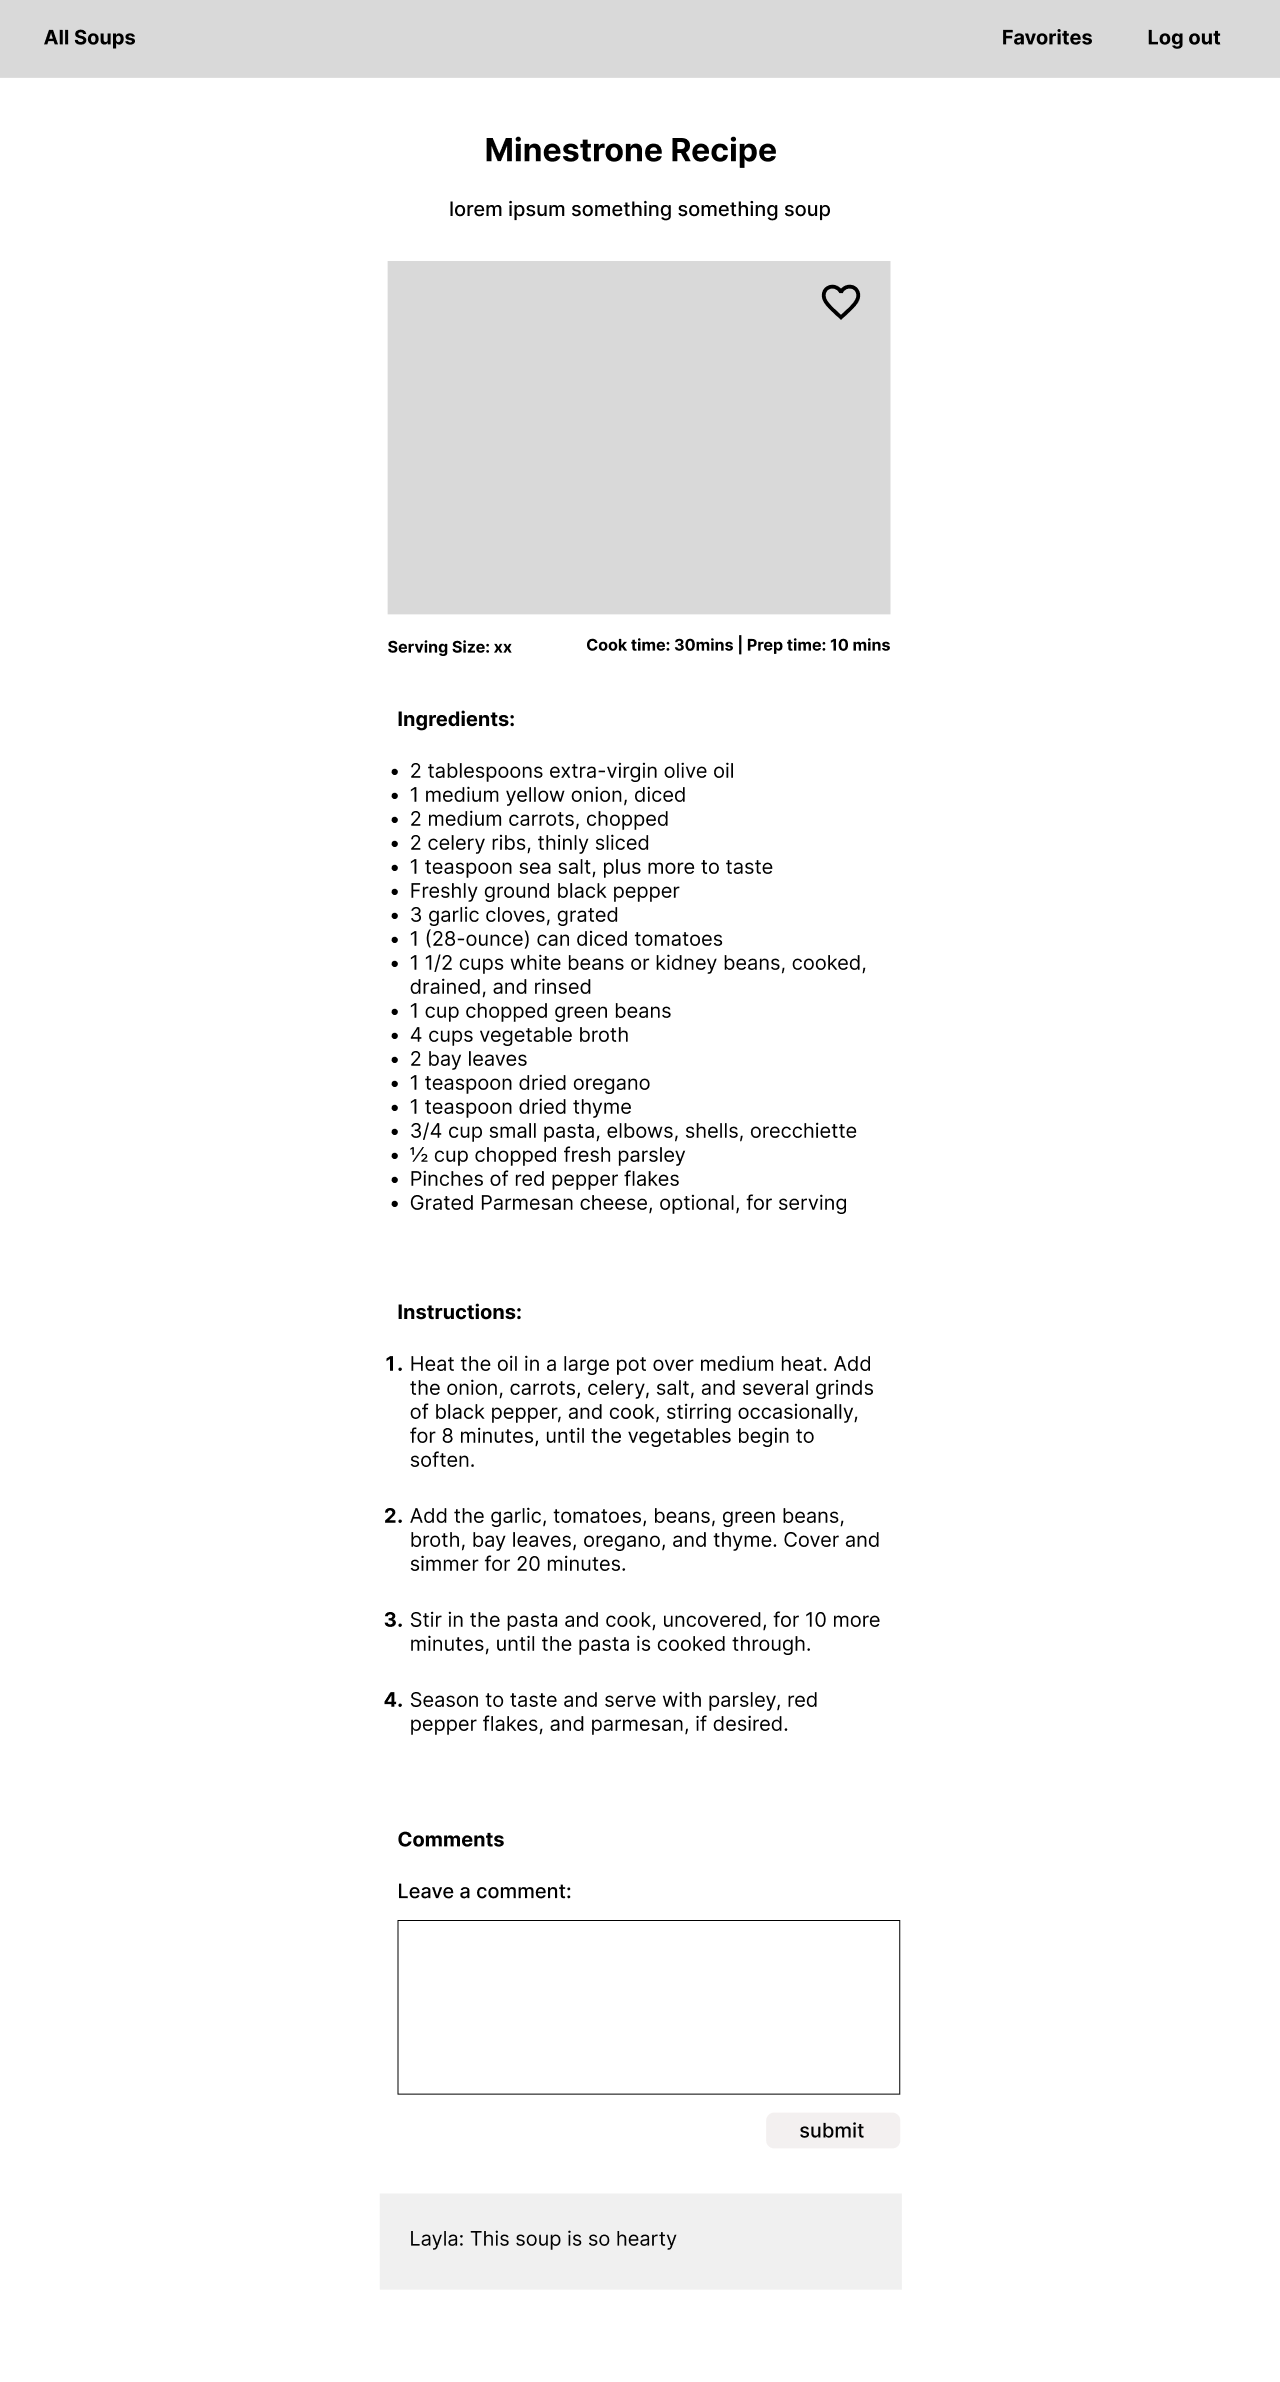 All Soups
Favorites
Log out
Minestrone Recipe
lorem ipsum something something soup
Serving Size: xx
Cook time: 30mins | Prep time: 10 mins
Ingredients:
• 2 tablespoons extra-virgin olive oil
• 1 medium yellow onion, diced
• 2 medium carrots, chopped
• 2 celery ribs, thinly sliced
• 1 teaspoon sea salt, plus more to taste
• Freshly ground black pepper
• 3 garlic cloves, grated
• 1 (28-ounce) can diced tomatoes
• 1 1/2 cups white beans or kidney beans, cooked,
drained, and rinsed
• 1 cup chopped green beans
• 4 cups vegetable broth
• 2 bay leaves
• 1 teaspoon dried oregano
• 1 teaspoon dried thyme
• 3/4 cup small pasta, elbows, shells, orecchiette
• ½ cup chopped fresh parsley
• Pinches of red pepper flakes
• Grated Parmesan cheese, optional, for serving
Instructions:
1. Heat the oil in a large pot over medium heat. Add
the onion, carrots, celery, salt, and several grinds
of black pepper, and cook, stirring occasionally,
for 8 minutes, until the vegetables begin to
soften.
2. Add the garlic, tomatoes, beans, green beans,
broth, bay leaves, oregano, and thyme. Cover and
simmer for 20 minutes.
3. Stir in the pasta and cook, uncovered, for 10 more
minutes, until the pasta is cooked through.
4. Season to taste and serve with parsley, red
pepper flakes, and parmesan, if desired.
Comments
Leave a comment:
submit
Layla: This soup is so hearty